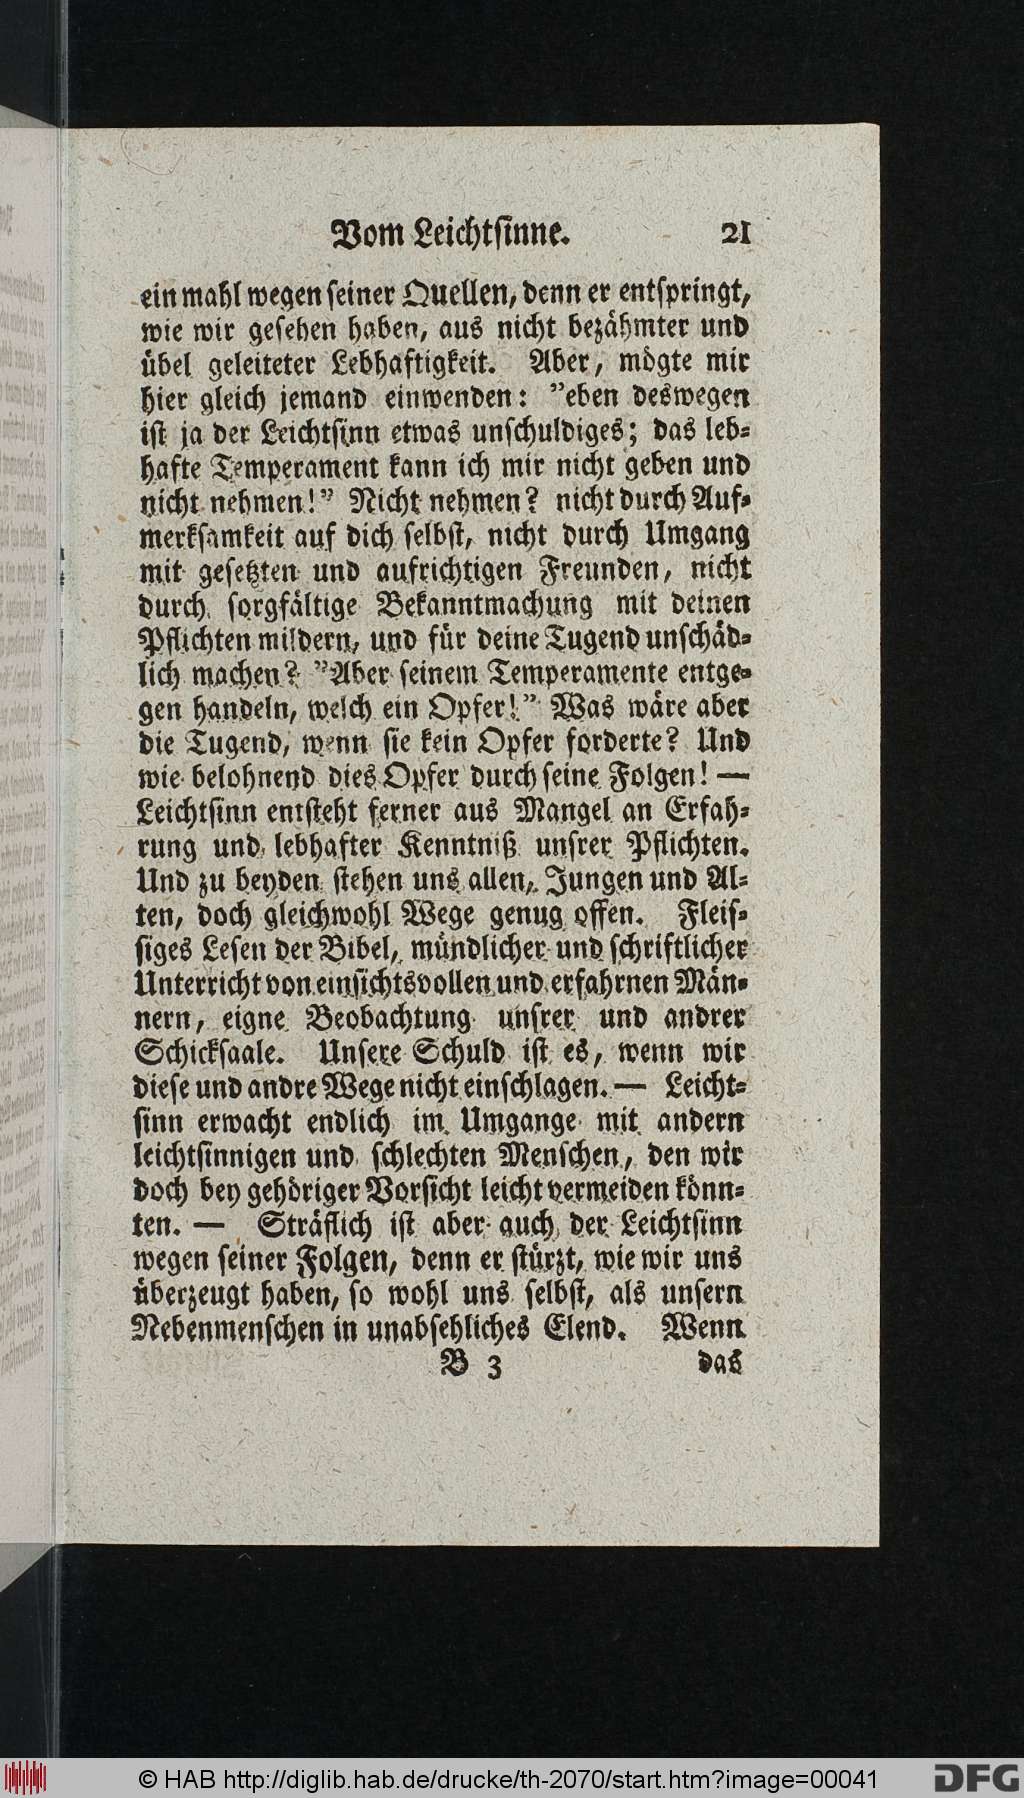 Vom Leichtsinne. 21
ein mahl wegen seiner Quellen, denn er entspringt,
wie wir gesehen haben, aus nicht bezähmter und
übel geleiteter Lebhaftigkeit. Aber, mögte mir
hier gleich jemand einwenden: "eben deswegen
ist ja der Leichtsinn etwas unschuldiges; das leb-
hafte Temperament kann ich mir nicht geben und
nicht nehmen!" Nicht nehmen? nicht durch Auf-
merksamkeit auf dich selbst, nicht durch Umgang
mit gesetzten und aufrichtigen Freunden, nicht
durch sorgfältige Bekanntmachung mit deinen
Pflichten mildern, und für deine Tugend unschäd-
lich machen? "Aber seinem Temperamente entge-
gen handeln, welch ein Opfer!" Was wäre aber
die Tugend, wenn sie kein Opfer forderte? Und
wie belohnend dies Opfer durch seine Folgen! —
Leichtsinn entsteht ferner aus Mangel an Erfah-
rung und lebhafter Kenntniß unsrer Pflichten.
Und zu beyden stehen uns allen, Jungen und Al-
ten, doch gleichwohl Wege genug offen. Fleis-
siges Lesen der Bibel, mündlicher und schriftlicher
Unterricht von einsichtsvollen und erfahrnen Män-
nern, eigne Beobachtung unsrer und andrer
Schicksaale. Unsere Schuld ist es, wenn wir
diese und andre Wege nicht einschlagen. — Leicht-
sinn erwacht endlich im Umgange mit andern
leichtsinnigen und schlechten Menschen, den wir
doch bey gehöriger Vorsicht leicht vermeiden könn-
ten. — Sträflich ist aber auch der Leichtsinn
wegen seiner Folgen, denn er stürzt, wie wir uns
überzeugt haben, so wohl uns selbst, als unsern
Nebenmenschen in unabsehliches Elend. Wenn
B 3 das
© HAB http://diglib.hab.de/drucke/th-2070/start.htm?image=00041 DFG